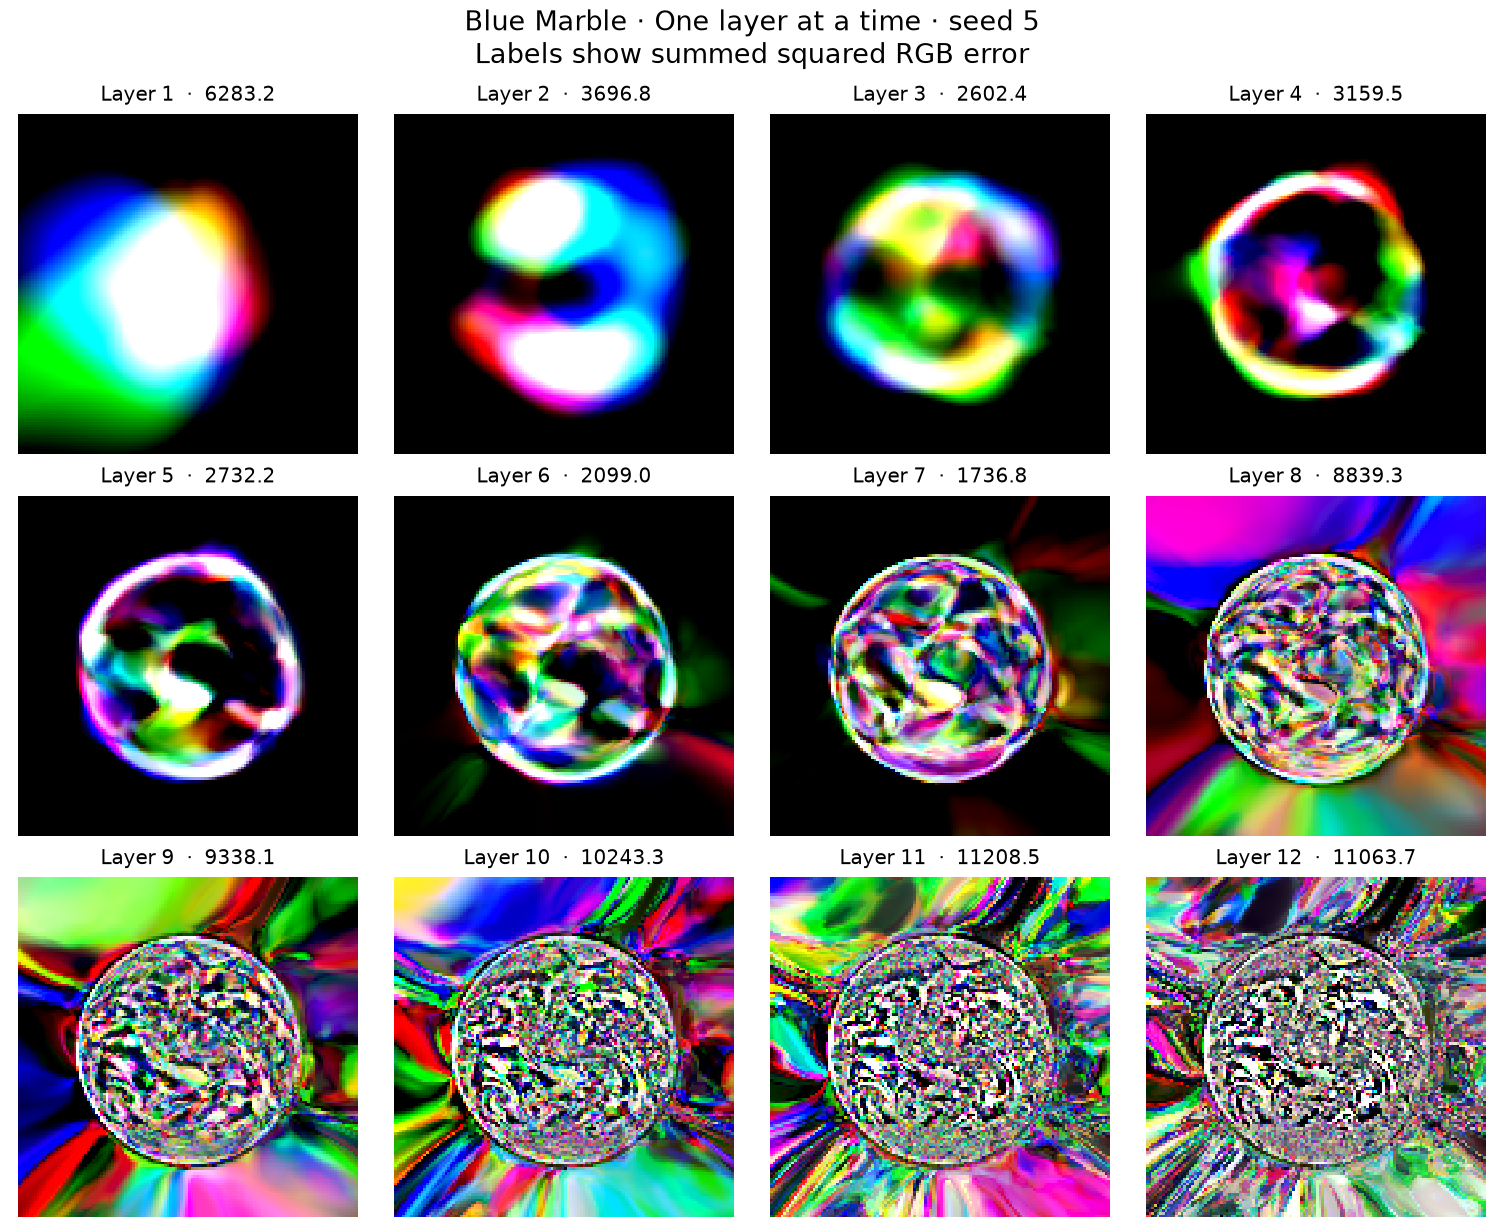 Blue Marble · One layer at a time · seed 5
Labels show summed squared RGB error
Layer 1 · 6283.2
Layer 2 · 3696.8
Layer 3 · 2602.4
Layer 4 · 3159.5
Layer 5 · 2732.2
Layer 6 · 2099.0
Layer 7 · 1736.8
Layer 8 · 8839.3
Layer 9 · 9338.1
Layer 10 · 10243.3
Layer 11 · 11208.5
Layer 12 · 11063.7